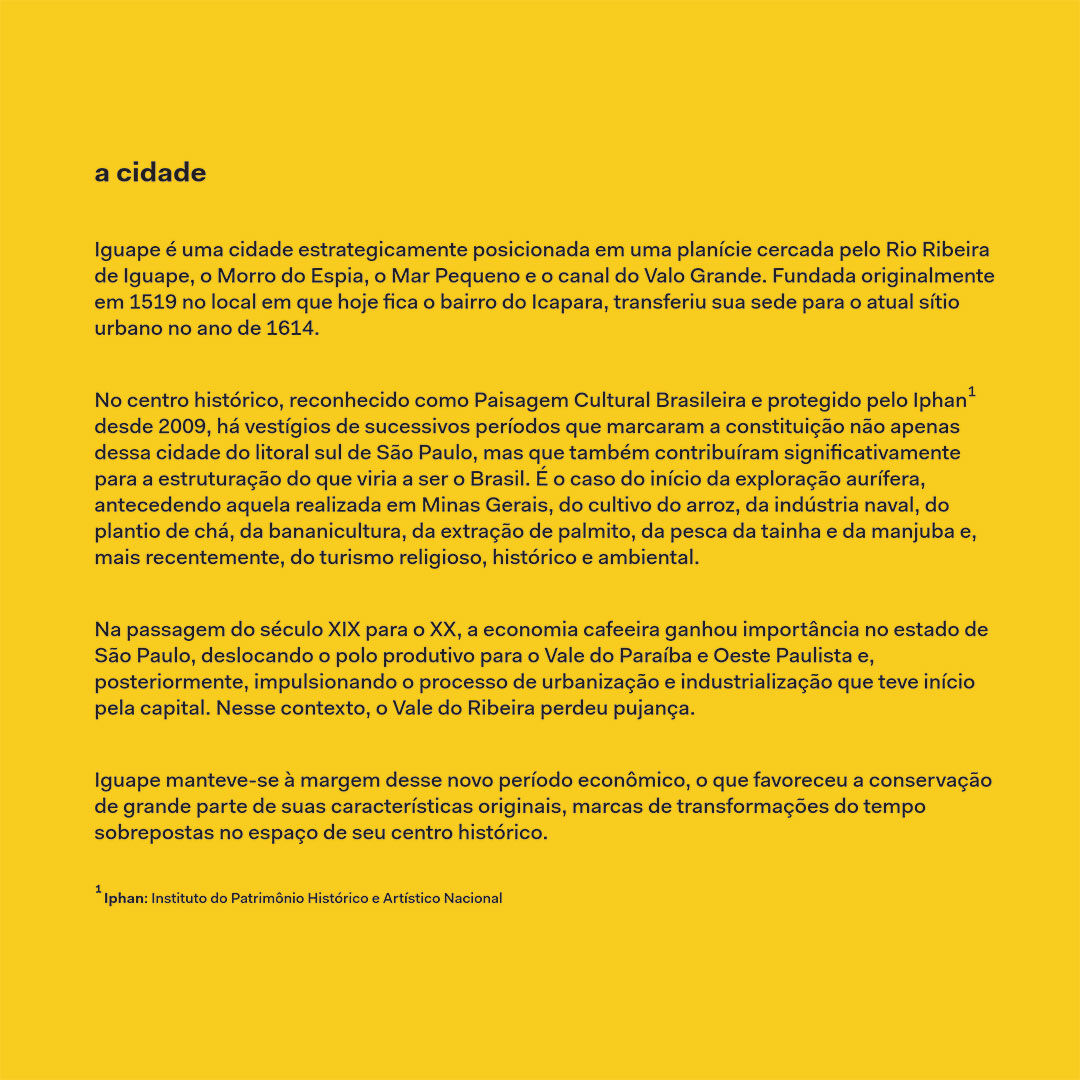 a cidade
Iguape é uma cidade estrategicamente posicionada em uma planície cercada pelo Rio Ribeira
de Iguape, o Morro do Espia, o Mar Pequeno e o canal do Valo Grande. Fundada originalmente
em 1519 no local em que hoje fica o bairro do Icapara, transferiu sua sede para o atual sítio
urbano no ano de 1614.
No centro histórico, reconhecido como Paisagem Cultural Brasileira e protegido pelo Iphan¹
desde 2009, há vestígios de sucessivos períodos que marcaram a constituição não apenas
dessa cidade do litoral sul de São Paulo, mas que também contribuíram significativamente
para a estruturação do que viria a ser o Brasil. É o caso do início da exploração aurífera,
antecedendo aquela realizada em Minas Gerais, do cultivo do arroz, da indústria naval, do
plantio de chá, da bananicultura, da extração de palmito, da pesca da tainha e da manjuba e,
mais recentemente, do turismo religioso, histórico e ambiental.
Na passagem do século XIX para o XX, a economia cafeeira ganhou importância no estado de
São Paulo, deslocando o polo produtivo para o Vale do Paraíba e Oeste Paulista e,
posteriormente, impulsionando o processo de urbanização e industrialização que teve início
pela capital. Nesse contexto, o Vale do Ribeira perdeu pujança.
Iguape manteve-se à margem desse novo período econômico, o que favoreceu a conservação
de grande parte de suas características originais, marcas de transformações do tempo
sobrepostas no espaço de seu centro histórico.
¹ Iphan: Instituto do Patrimônio Histórico e Artístico Nacional